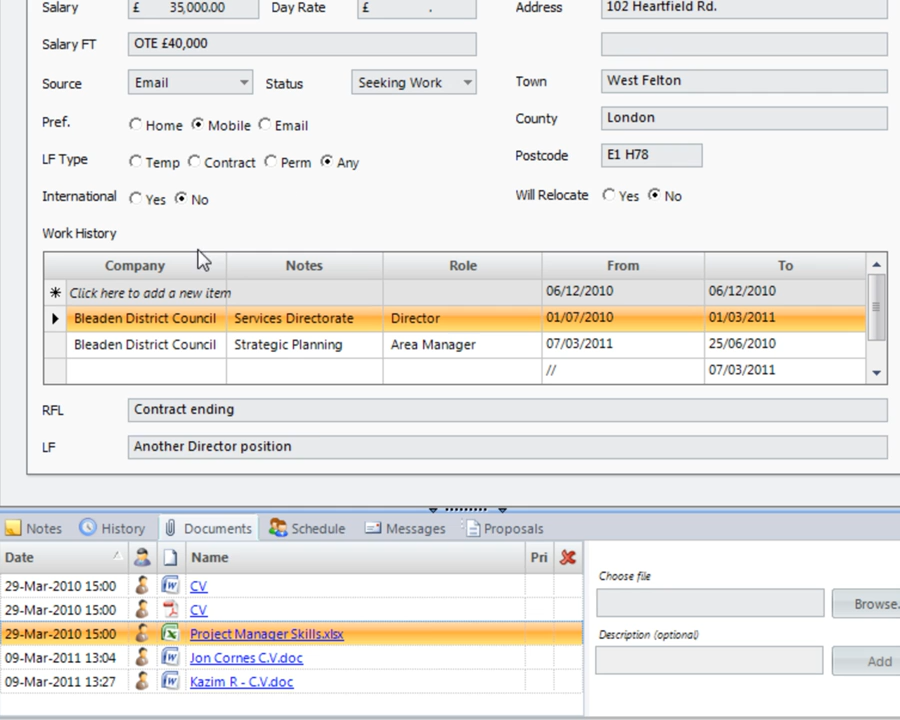 Salary £ 35,000.00 Day Rate £ . Address 102 Heartfield Rd.
Salary FT OTE £40,000
Source Email Status Seeking Work Town West Felton
Pref. Home Mobile Email County London
LF Type Temp Contract Perm Any Postcode E1 H78
International Yes No Will Relocate Yes No
Work History
Company Notes Role From To
Click here to add a new item 06/12/2010 06/12/2010
Bleaden District Council Services Directorate Director 01/07/2010 01/03/2011
Bleaden District Council Strategic Planning Area Manager 07/03/2011 25/06/2010
// 07/03/2011
RFL Contract ending
LF Another Director position
Notes History Documents Schedule Messages Proposals
Date Name Pri
Choose file
29-Mar-2010 15:00 CV
29-Mar-2010 15:00 CV Browse..
29-Mar-2010 15:00 Project Manager Skills.xlsx Description (optional)
09-Mar-2011 13:04 Jon Cornes C.V.doc Add
09-Mar-2011 13:27 Kazim R - C.V.doc